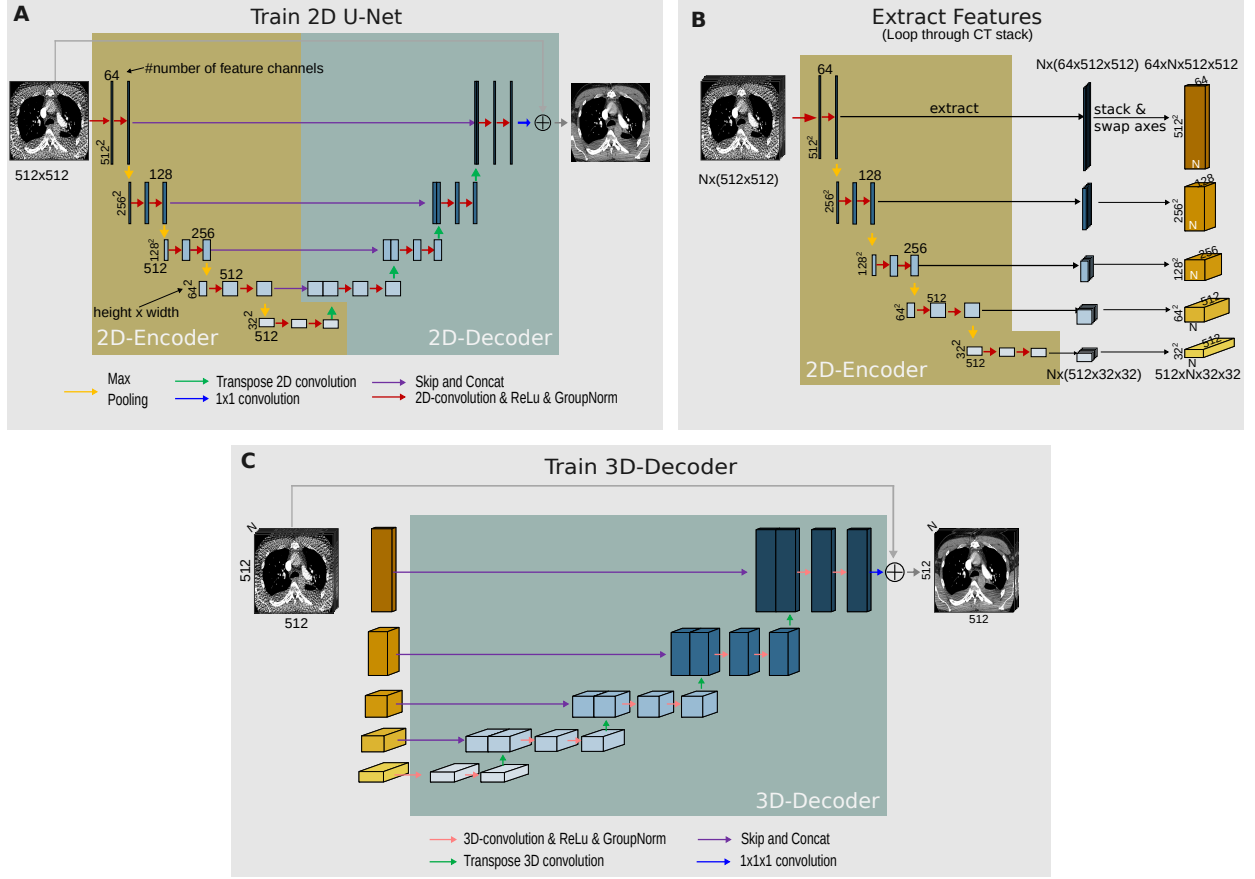 A
Train 2D U-Net
64
#number of feature channels
512²
512x512
128
256²
256
128²
512
512
64²
height x width
32²
512
2D-Encoder
2D-Decoder
Max
Pooling
Transpose 2D convolution
1x1 convolution
Skip and Concat
2D-convolution & ReLu & GroupNorm
B
Extract Features
(Loop through CT stack)
64
Nx(64x512x512)
64xNx512x512
64
extract
stack &
swap axes
512²
512²
N
Nx(512x512)
128
128
256²
256²
N
256
256
128²
128²
N
512
512
64²
64²
N
32²
512
512
32²
N
2D-Encoder
Nx(512x32x32)
512xNx32x32
C
Train 3D-Decoder
N
512
512
N
512
512
3D-Decoder
3D-convolution & ReLu & GroupNorm
Transpose 3D convolution
Skip and Concat
1x1x1 convolution